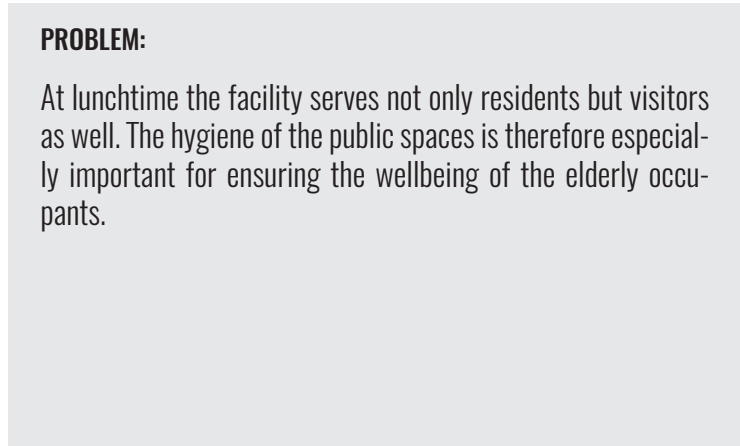 PROBLEM:
At lunchtime the facility serves not only residents but visitors
as well. The hygiene of the public spaces is therefore especial-
ly important for ensuring the wellbeing of the elderly occu-
pants.